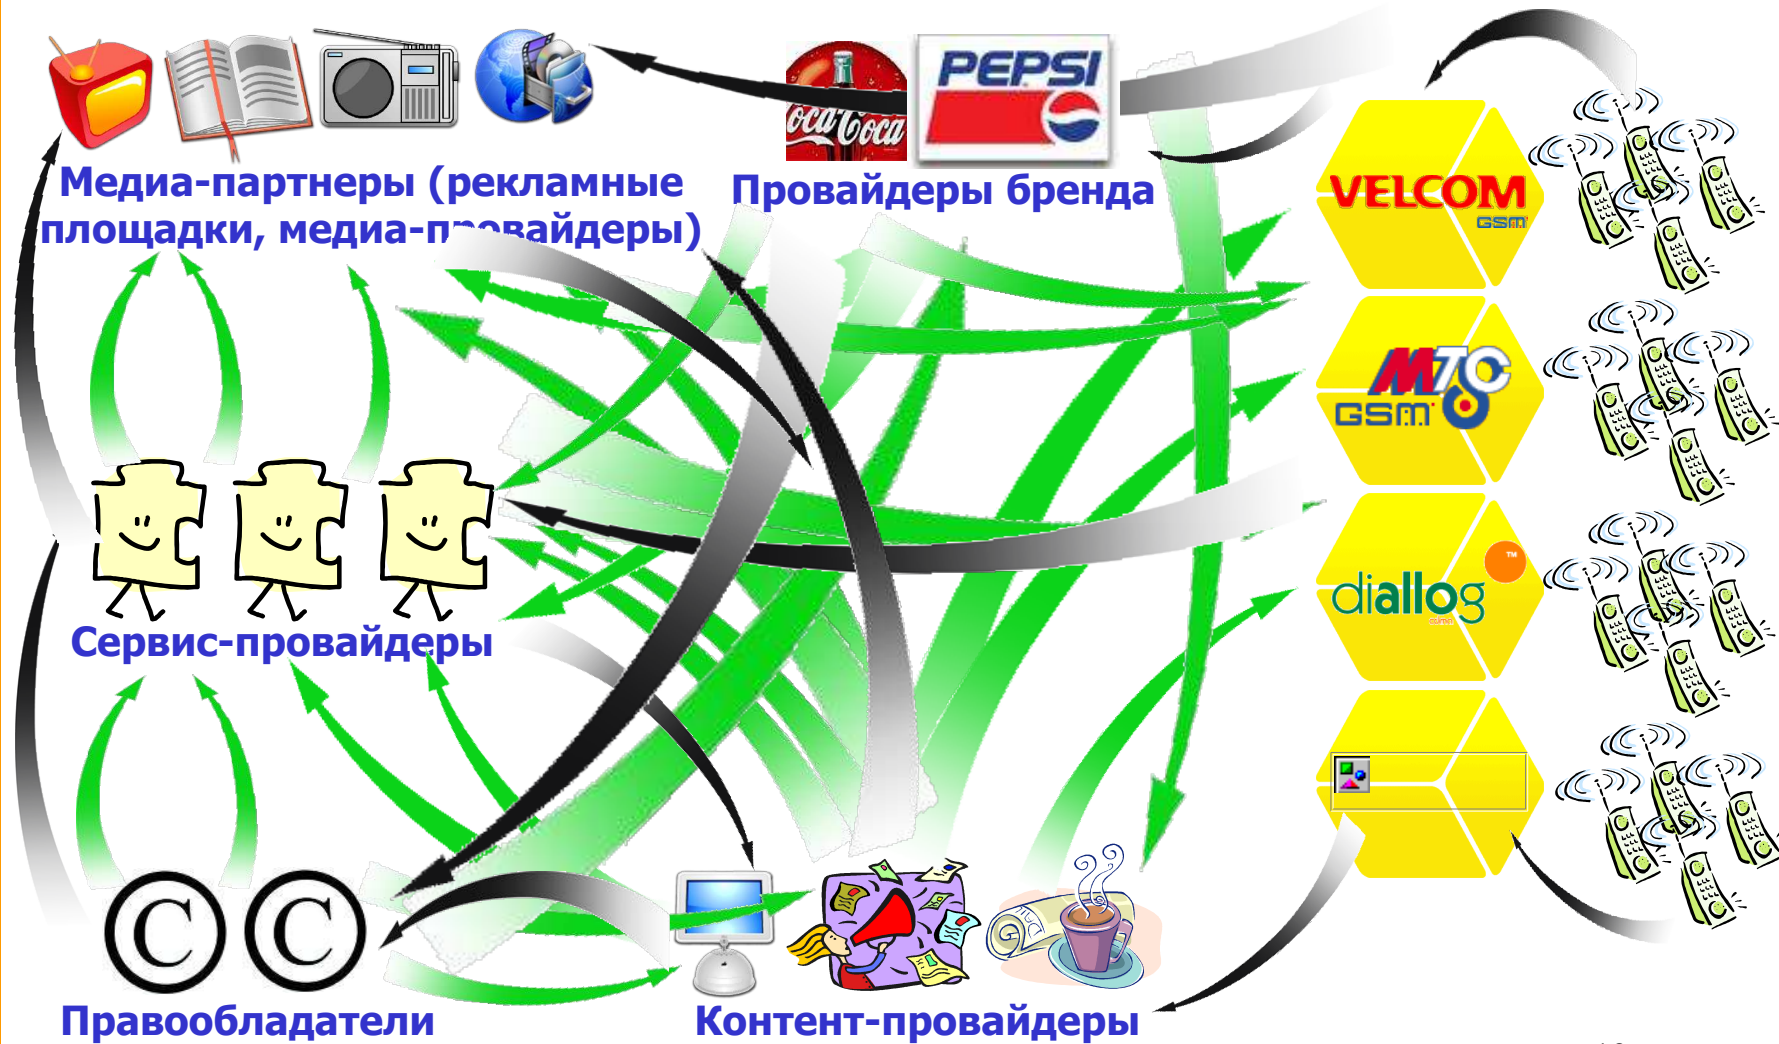 PEPSI
Coca Cola
Медиа-партнеры (рекламные
площадки, медиа-провайдеры)
Провайдеры бренда
VELCOM
GSM
МТС
GSM
diallog
TM
Сервис-провайдеры
C C
Правообладатели
Контент-провайдеры